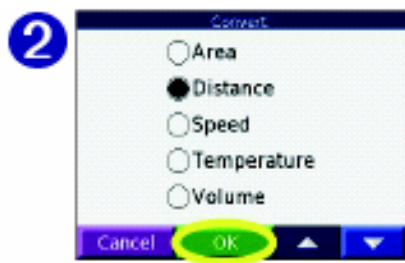 2
Convert
Area
Distance
Speed
Temperature
Volume
Cancel OK